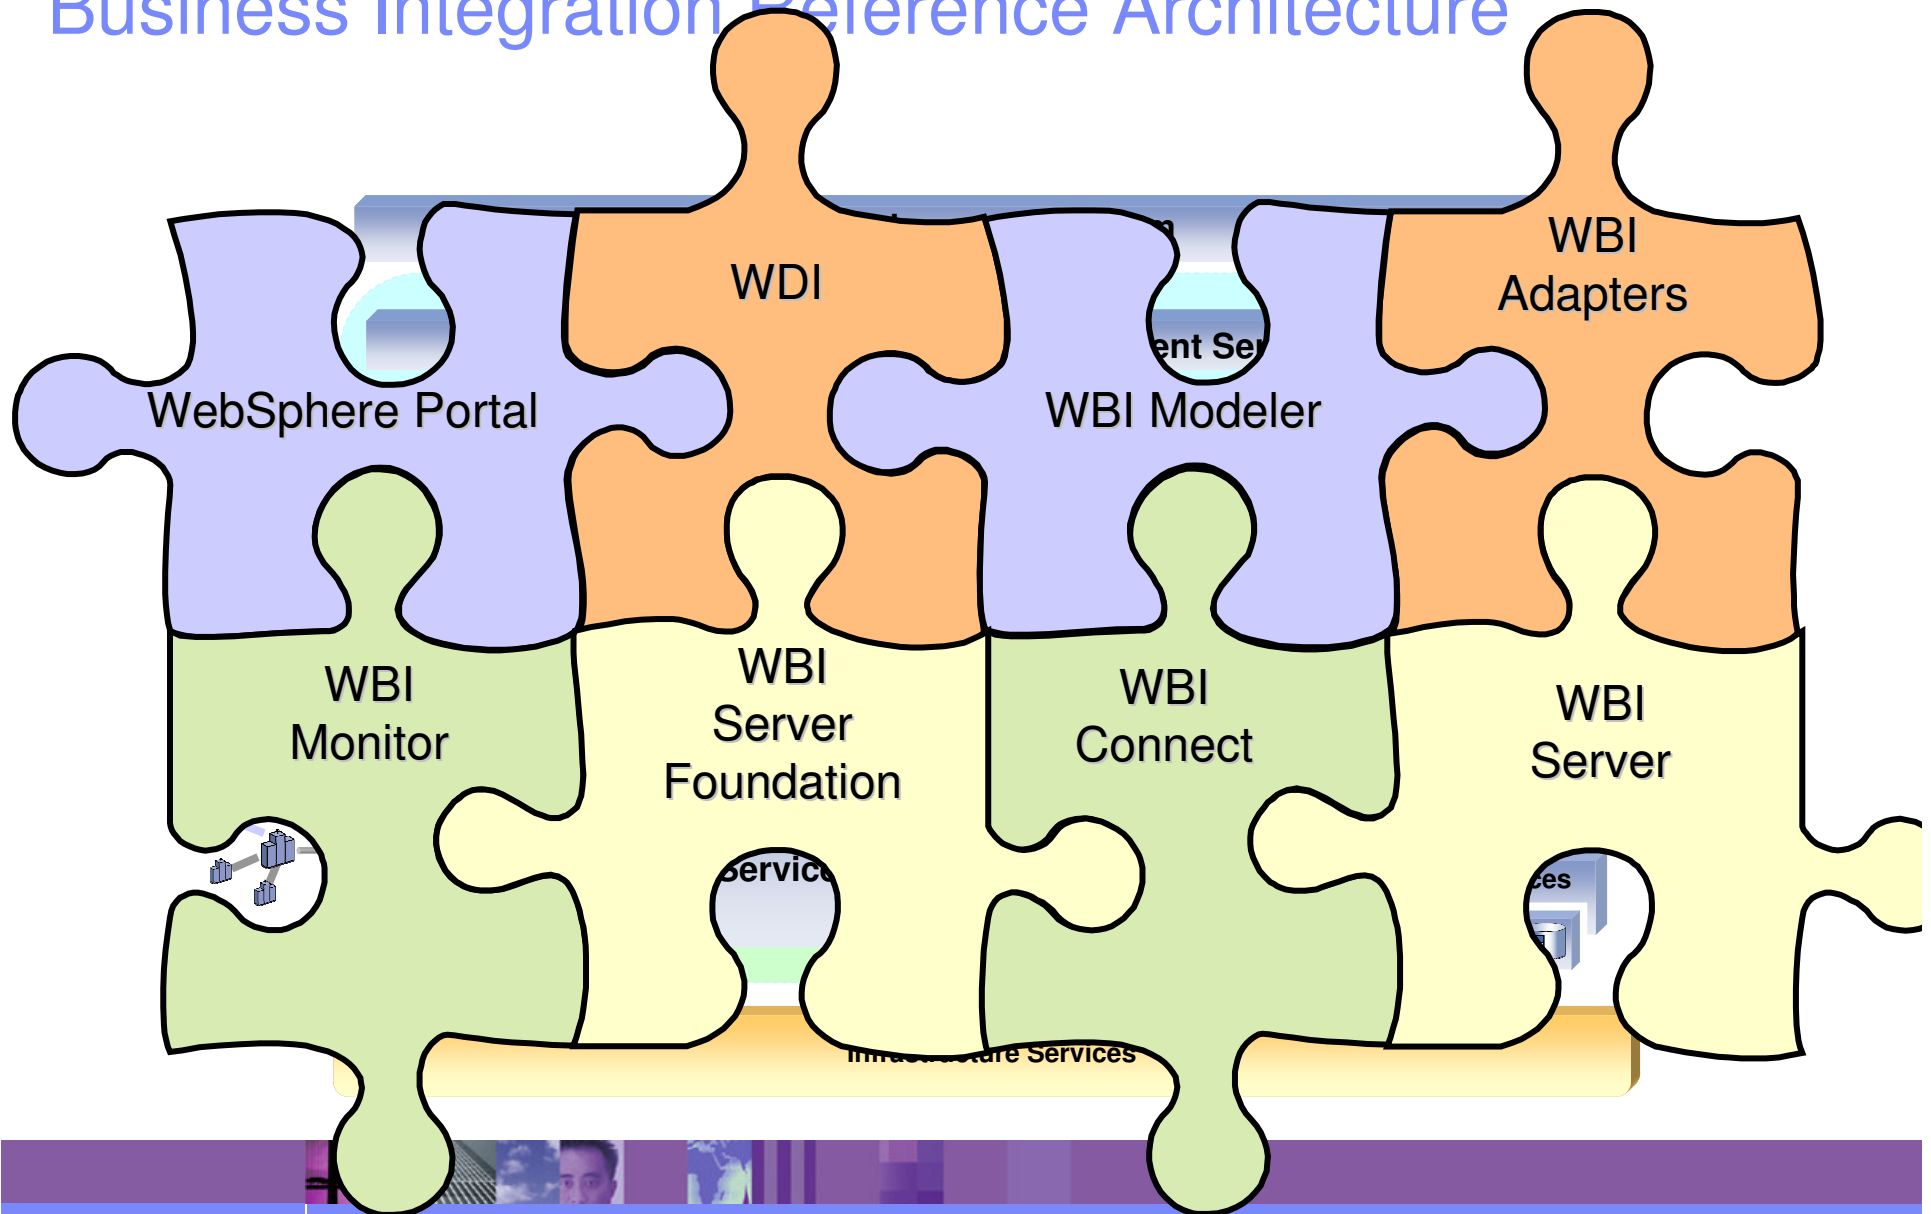 Business Integration Reference Architecture
WDI
WBI
Adapters
ent Ser
WebSphere Portal
WBI Modeler
WBI
Monitor
WBI
Server
Foundation
WBI
Connect
WBI
Server
Service
ces
Infrastructure Services